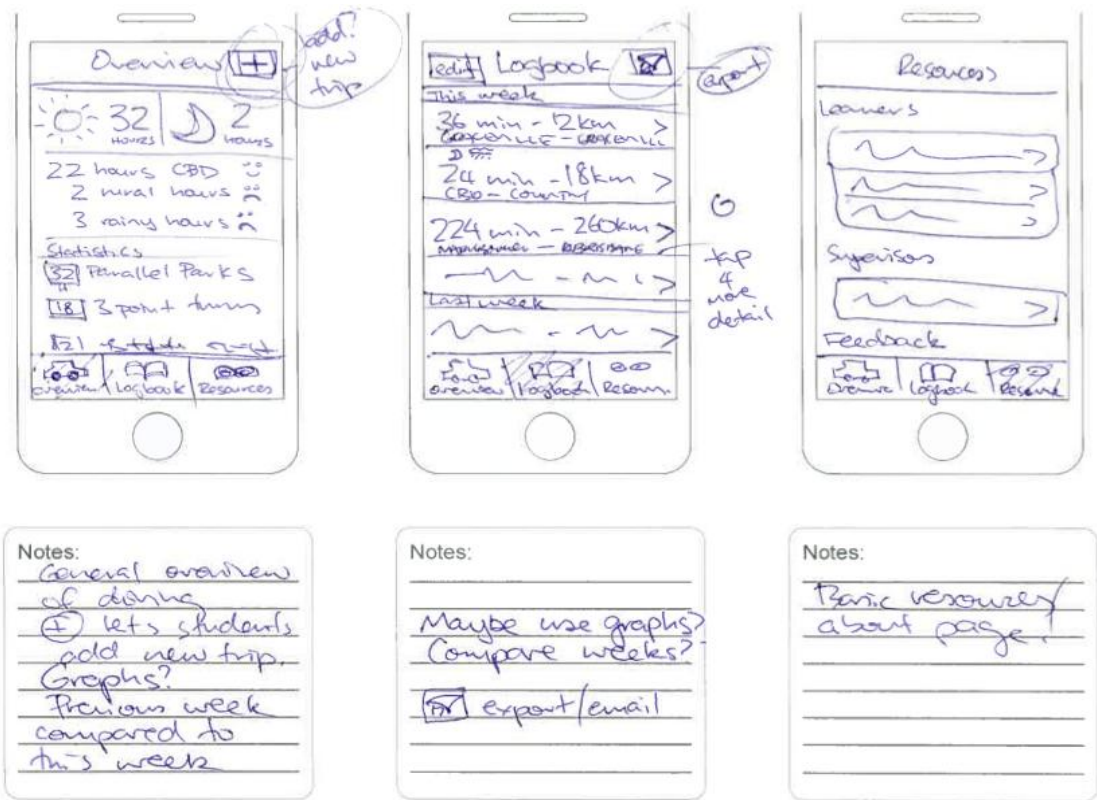 Overview
+
add?
new
trip
32
HOURS
2
hours
22 hours CBD
2 rural hours
3 rainy hours
Statistics
32 Parallel Parks
18 3 point turns
21
overview
Logbook
Resources
edit Logbook
export
This week
36 min - 12km >
24 min - 18km >
CBD - COUNTRY
224 min - 260km >
BRISBANE
>
Last week
>
tap
4
more
detail
overview
Logbook
Resources
Learners
>
>
>
Supervisors
>
Feedback
Logbook
Notes:
General overview
of driving
+ lets students
add new trip.
Graphs?
Previous week
compared to
this week
Notes:
Maybe use graphs?
Compare weeks?
export/email
Notes:
Basic resources/
about page!